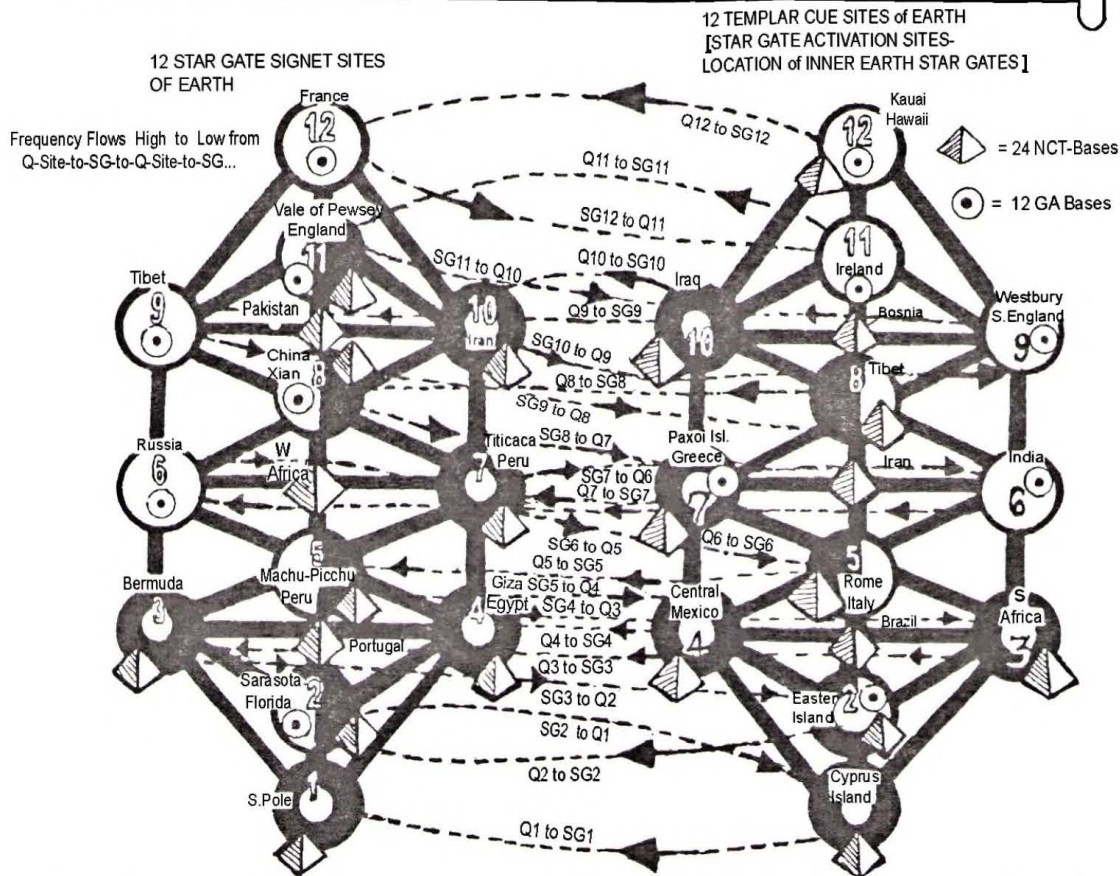 12 STAR GATE SIGNET SITES
OF EARTH
Frequency Flows High to Low from
Q-Site-to-SG-to-Q-Site-to-SG...
12 TEMPLAR CUE SITES of EARTH
[STAR GATE ACTIVATION SITES-
LOCATION of INNER EARTH STAR GATES]
= 24 NCT-Bases
= 12 GA Bases
France
12
Vale of Pewsey
England
11
Tibet
9
Pakistan
10
Iran
China
Xian
8
Russia
6
W
Africa
Titicaca
Peru
7
5
Machu-Picchu
Peru
Bermuda
3
Giza
Egypt
4
Portugal
Sarasota
Florida
2
S.Pole
1
Q12 to SG12
Q11 to SG11
SG12 to Q11
SG11 to Q10
Q10 to SG10
Q9 to SG9
SG10 to Q9
Q8 to SG8
SG9 to Q8
SG8 to Q7
SG7 to Q6
Q7 to SG7
SG6 to Q5
Q6 to SG6
Q5 to SG5
SG5 to Q4
SG4 to Q3
Q4 to SG4
Q3 to SG3
SG3 to Q2
SG2 to Q1
Q2 to SG2
Q1 to SG1
Kauai
Hawaii
12
11
Ireland
Iraq
10
Bosnia
Westbury
S.England
9
Tibet
8
Paxoi Isl.
Greece
7
Iran
India
6
5
Rome
Italy
Central
Mexico
4
Brazil
S
Africa
3
Easter
Island
2
Cyprus
Island